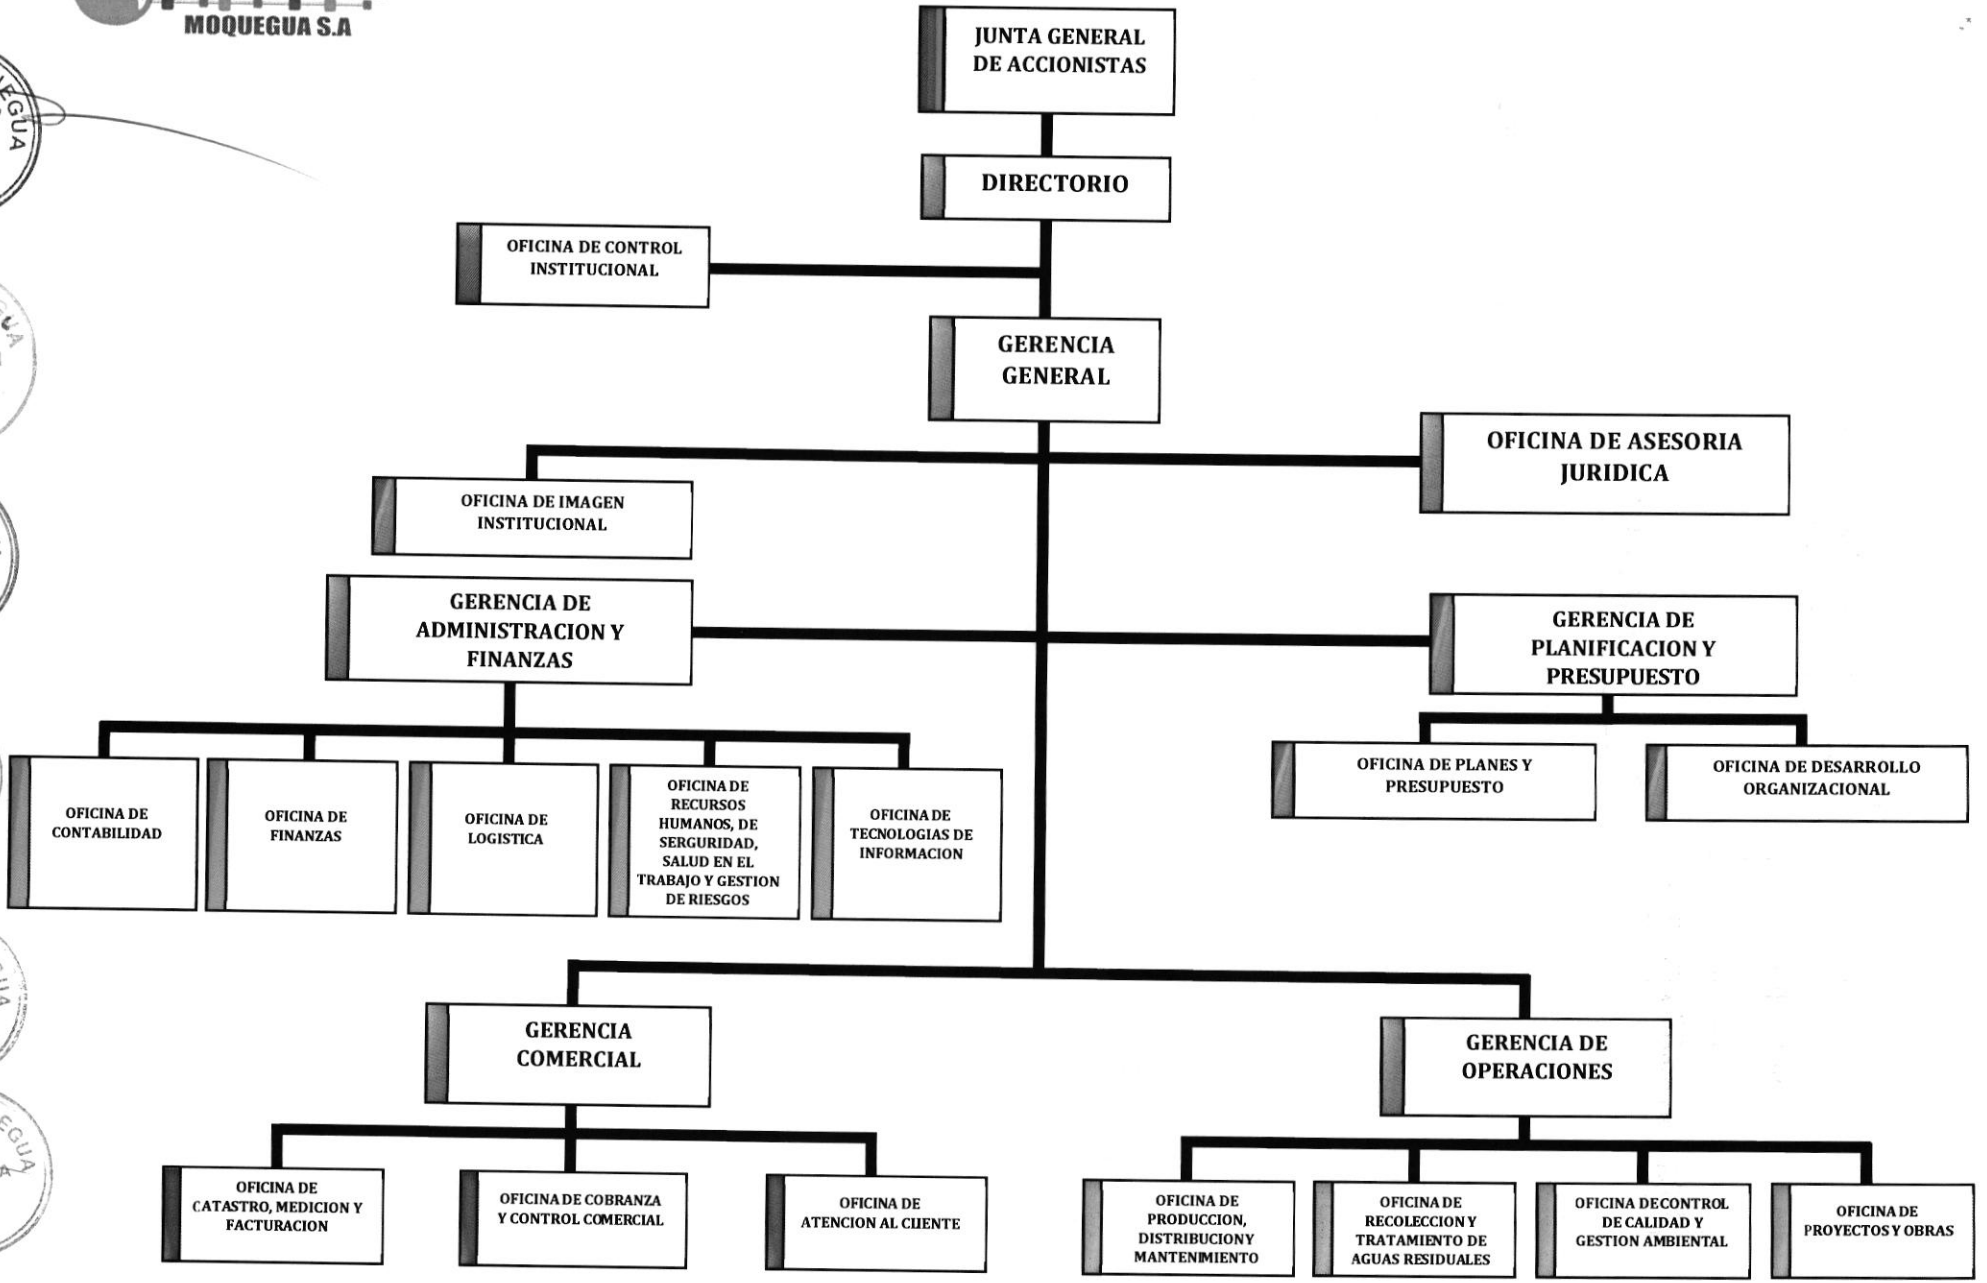 MOQUEGUA S.A
JUNTA GENERAL
DE ACCIONISTAS
DIRECTORIO
OFICINA DE CONTROL
INSTITUCIONAL
GERENCIA
GENERAL
OFICINA DE ASESORIA
JURIDICA
OFICINA DE IMAGEN
INSTITUCIONAL
GERENCIA DE
ADMINISTRACION Y
FINANZAS
GERENCIA DE
PLANIFICACION Y
PRESUPUESTO
OFICINA DE PLANES Y
PRESUPUESTO
OFICINA DE DESARROLLO
ORGANIZACIONAL
OFICINA DE
CONTABILIDAD
OFICINA DE
FINANZAS
OFICINA DE
LOGISTICA
OFICINA DE
RECURSOS
HUMANOS, DE
SERGURIDAD,
SALUD EN EL
TRABAJO Y GESTION
DE RIESGOS
OFICINA DE
TECNOLOGIAS DE
INFORMACION
GERENCIA
COMERCIAL
GERENCIA DE
OPERACIONES
OFICINA DE
CATASTRO, MEDICION Y
FACTURACION
OFICINA DE COBRANZA
Y CONTROL COMERCIAL
OFICINA DE
ATENCION AL CLIENTE
OFICINA DE
PRODUCCION,
DISTRIBUCION Y
MANTENIMIENTO
OFICINA DE
RECOLECCION Y
TRATAMIENTO DE
AGUAS RESIDUALES
OFICINA DE CONTROL
DE CALIDAD Y
GESTION AMBIENTAL
OFICINA DE
PROYECTOS Y OBRAS